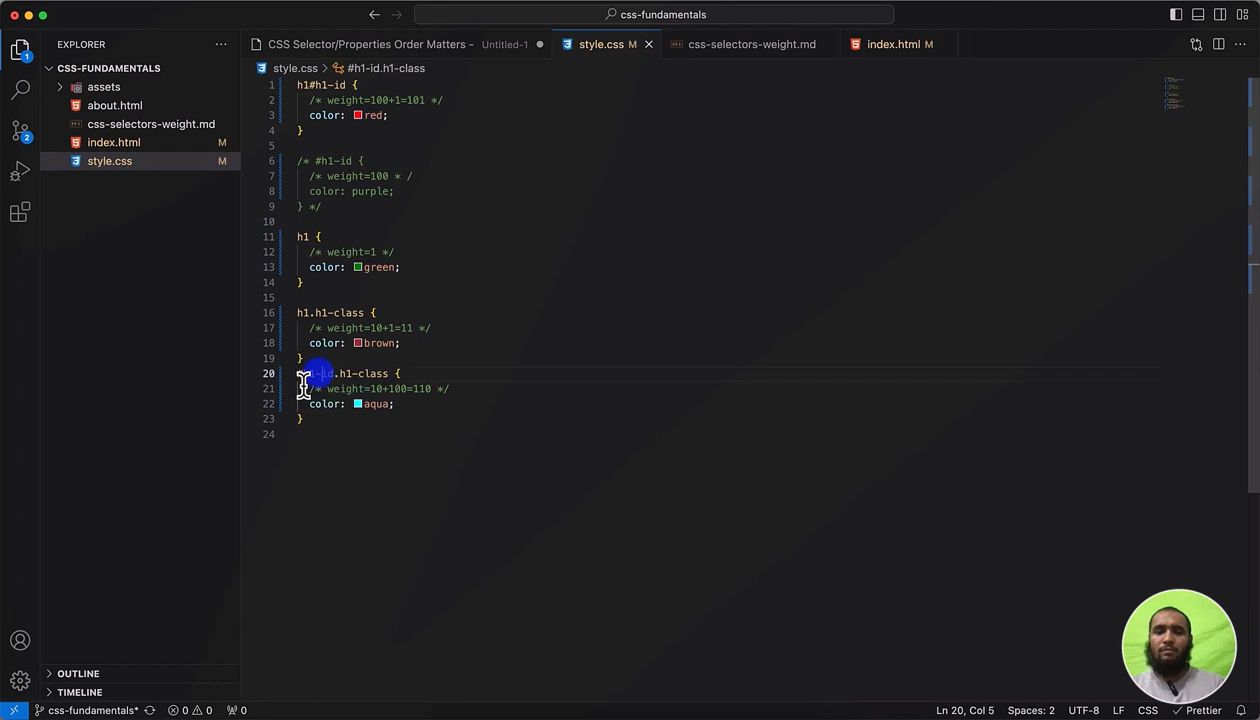 css-fundamentals
EXPLORER
CSS Selector/Properties Order Matters – Untitled-1
style.css M
css-selectors-weight.md
index.html M
CSS-FUNDAMENTALS
assets
about.html
css-selectors-weight.md
index.html M
style.css M
1
2
style.css > #h1-id.h1-class
1 h1#h1-id {
2 /* weight=100+1=101 */
3 color: red;
4 }
5
6 /* #h1-id {
7 /* weight=100 * /
8 color: purple;
9 } */
10
11 h1 {
12 /* weight=1 */
13 color: green;
14 }
15
16 h1.h1-class {
17 /* weight=10+1=11 */
18 color: brown;
19 }
20 id.h1-class {
21 /* weight=10+100=110 */
22 color: aqua;
23 }
24
OUTLINE
TIMELINE
css-fundamentals* 0 0 0 Ln 20, Col 5 Spaces: 2 UTF-8 LF CSS Prettier